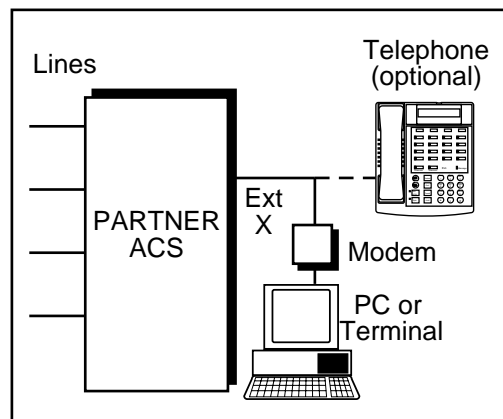 Lines
Telephone
(optional)
PARTNER
ACS
Ext
X
Modem
PC or
Terminal